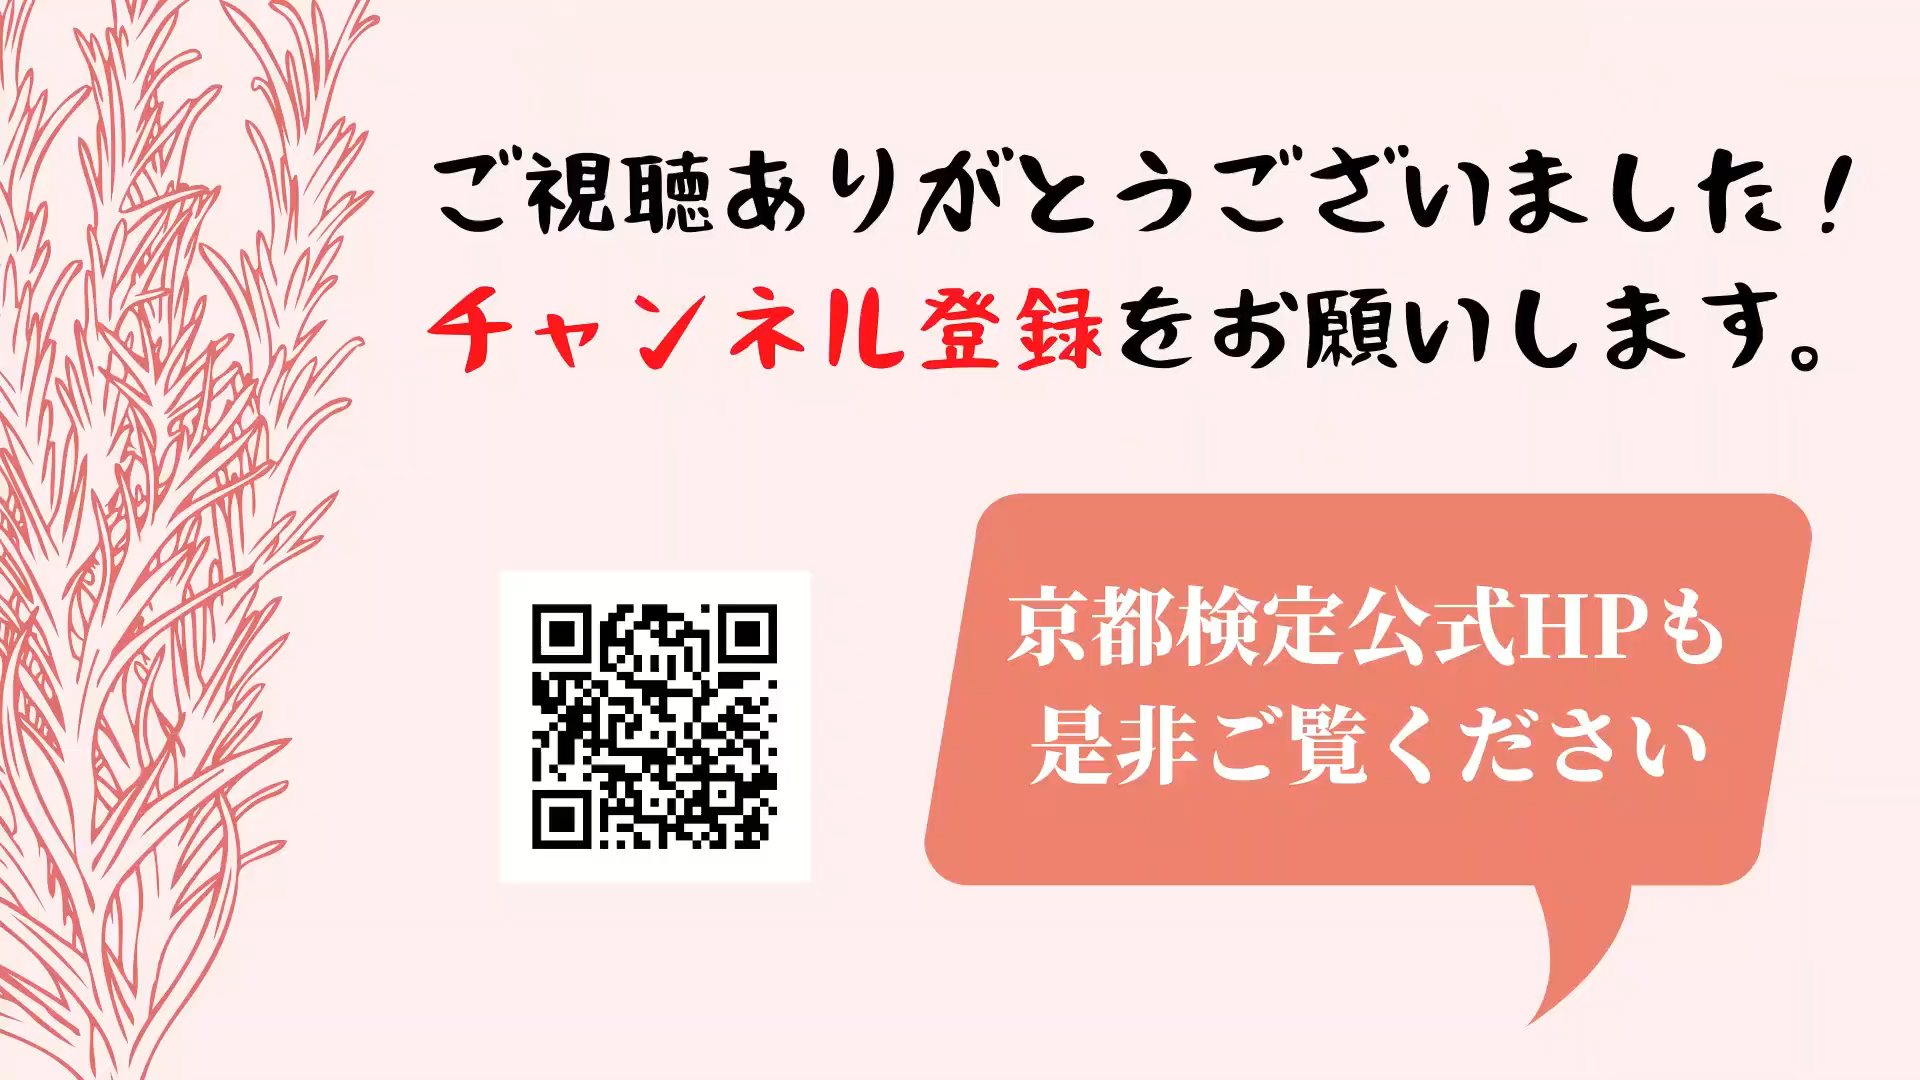 ご視聴ありがとうございました！
チャンネル登録をお願いします。
京都検定公式HPも
是非ご覧ください